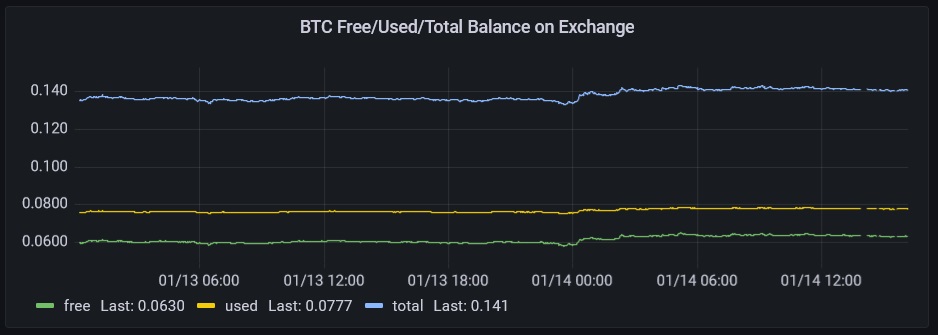 BTC Free/Used/Total Balance on Exchange
0.140
0.120
0.100
0.0800
0.0600
01/13 06:00 01/13 12:00 01/13 18:00 01/14 00:00 01/14 06:00 01/14 12:00
free Last: 0.0630 used Last: 0.0777 total Last: 0.141